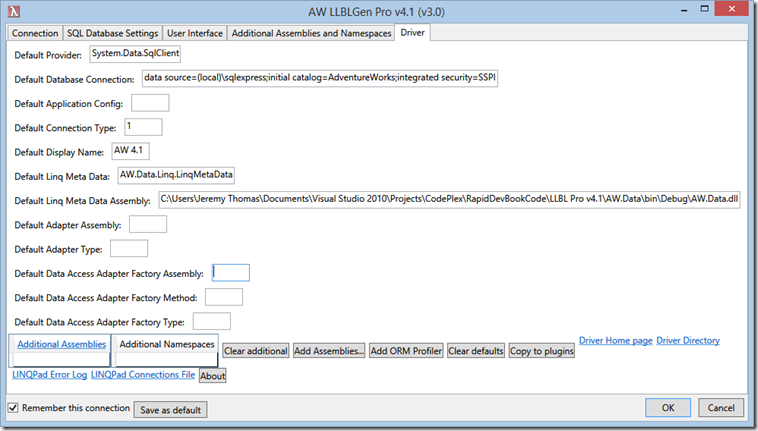 AW LLBLGen Pro v4.1 (v3.0)
Connection SQL Database Settings User Interface Additional Assemblies and Namespaces Driver
Default Provider: System.Data.SqlClient
Default Database Connection: data source=(local)\sqlexpress;initial catalog=AdventureWorks;integrated security=SSPI
Default Application Config:
Default Connection Type: 1
Default Display Name: AW 4.1
Default Linq Meta Data: AW.Data.Linq.LinqMetaData
Default Linq Meta Data Assembly: C:\Users\Jeremy Thomas\Documents\Visual Studio 2010\Projects\CodePlex\RapidDevBookCode\LLBL Pro v4.1\AW.Data\bin\Debug\AW.Data.dll
Default Adapter Assembly:
Default Adapter Type:
Default Data Access Adapter Factory Assembly:
Default Data Access Adapter Factory Method:
Default Data Access Adapter Factory Type:
Additional Assemblies Additional Namespaces Clear additional Add Assemblies... Add ORM Profiler Clear defaults Copy to plugins Driver Home page Driver Directory
LINQPad Error Log LINQPad Connections File About
Remember this connection Save as default OK Cancel